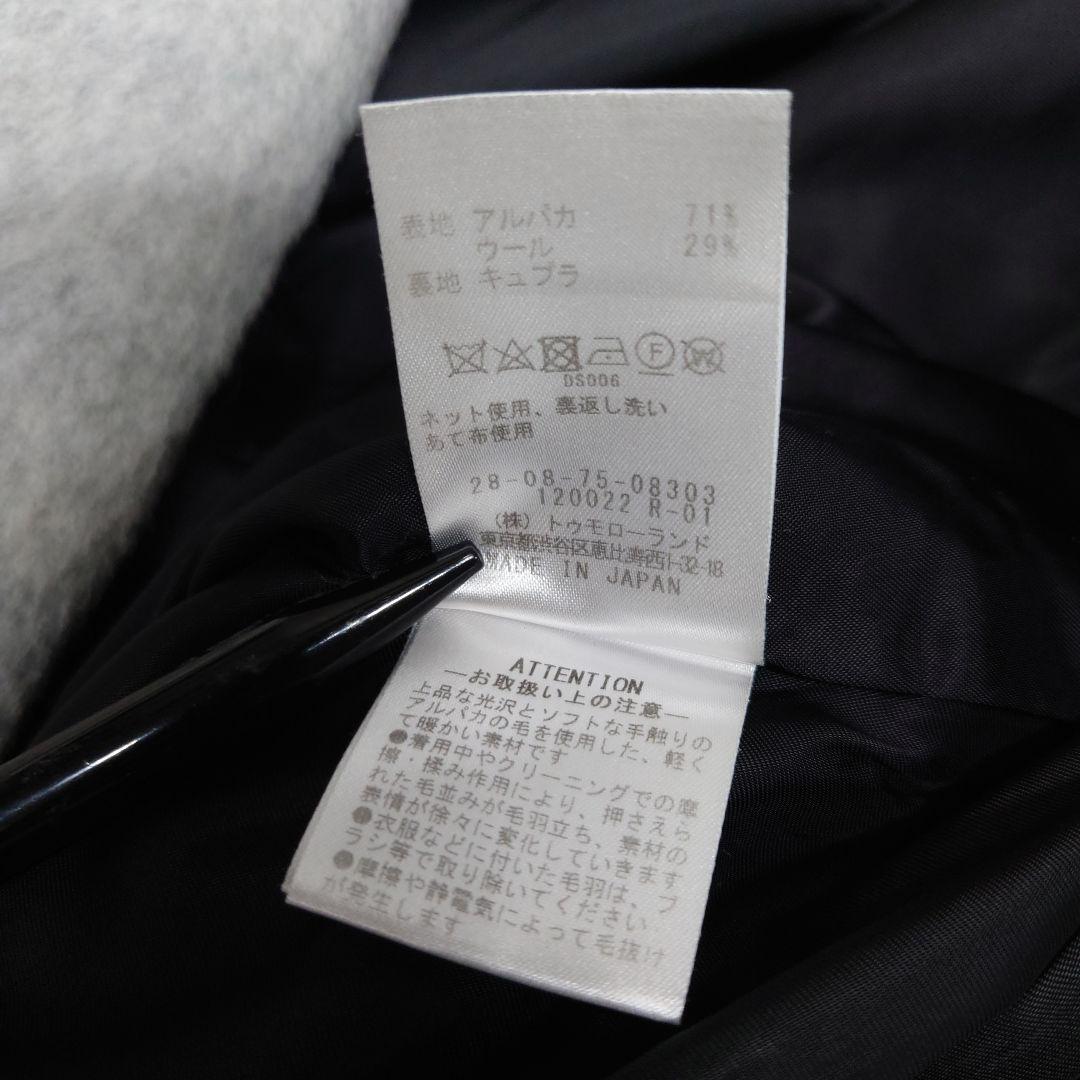 表地 アルパカ 71%
ウール 29%
裏地 キュプラ
F W
DS006
ネット使用、裏返し洗い
あて布使用
28-08-75-08303
120022 R-01
(株) トゥモローランド
東京都渋谷区恵比寿西1-32-18
MADE IN JAPAN
ATTENTION
―お取扱い上の注意―
上品な光沢とソフトな手触りの
アルパカの毛を使用した、軽く
て暖かい素材です
●着用中やクリーニングでの摩
擦・揉み作用により、押さえら
れた毛並みが毛羽立ち、素材の
表情が徐々に変化していきます
●衣服などに付いた毛羽は、ブ
ラシ等で取り除いてください
●摩擦や静電気によって毛抜け
が発生します